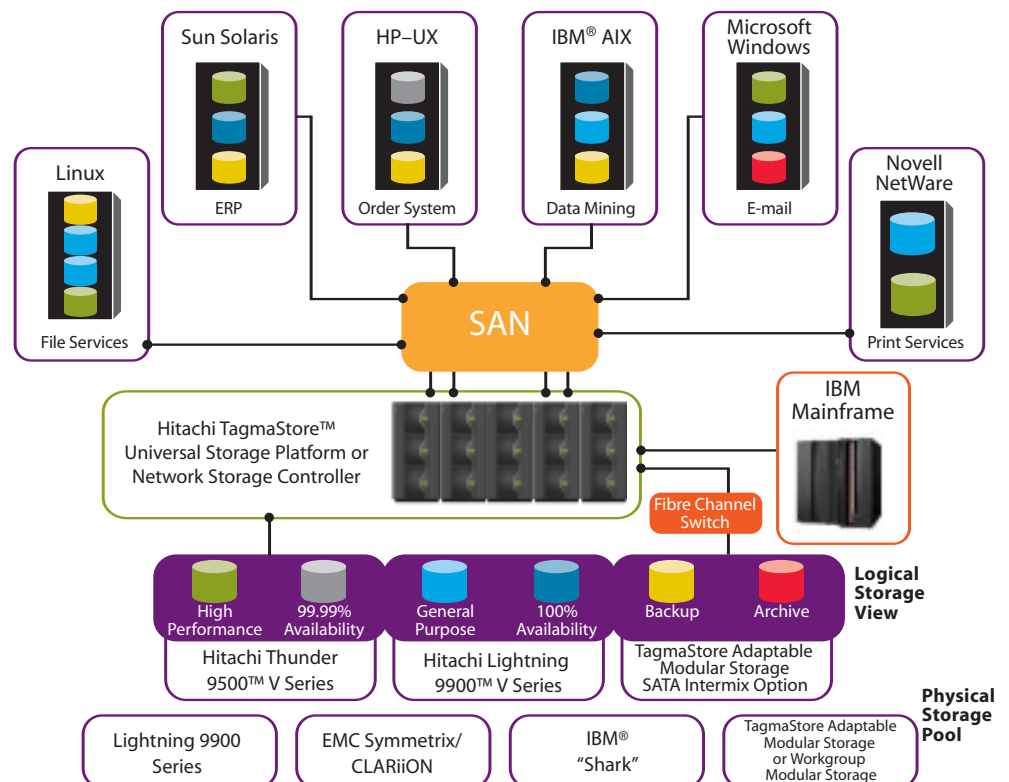 Sun Solaris
ERP
HP–UX
Order System
IBM® AIX
Data Mining
Microsoft
Windows
E-mail
Linux
File Services
Novell
NetWare
Print Services
SAN
Hitachi TagmaStore™
Universal Storage Platform or
Network Storage Controller
IBM
Mainframe
Fibre Channel
Switch
High
Performance
99.99%
Availability
General
Purpose
100%
Availability
Backup
Archive
Logical
Storage
View
Hitachi Thunder
9500™ V Series
Hitachi Lightning
9900™ V Series
TagmaStore Adaptable
Modular Storage
SATA Intermix Option
Physical
Storage
Pool
Lightning 9900
Series
EMC Symmetrix/
CLARiiON
IBM®
“Shark”
TagmaStore Adaptable
Modular Storage
or Workgroup
Modular Storage